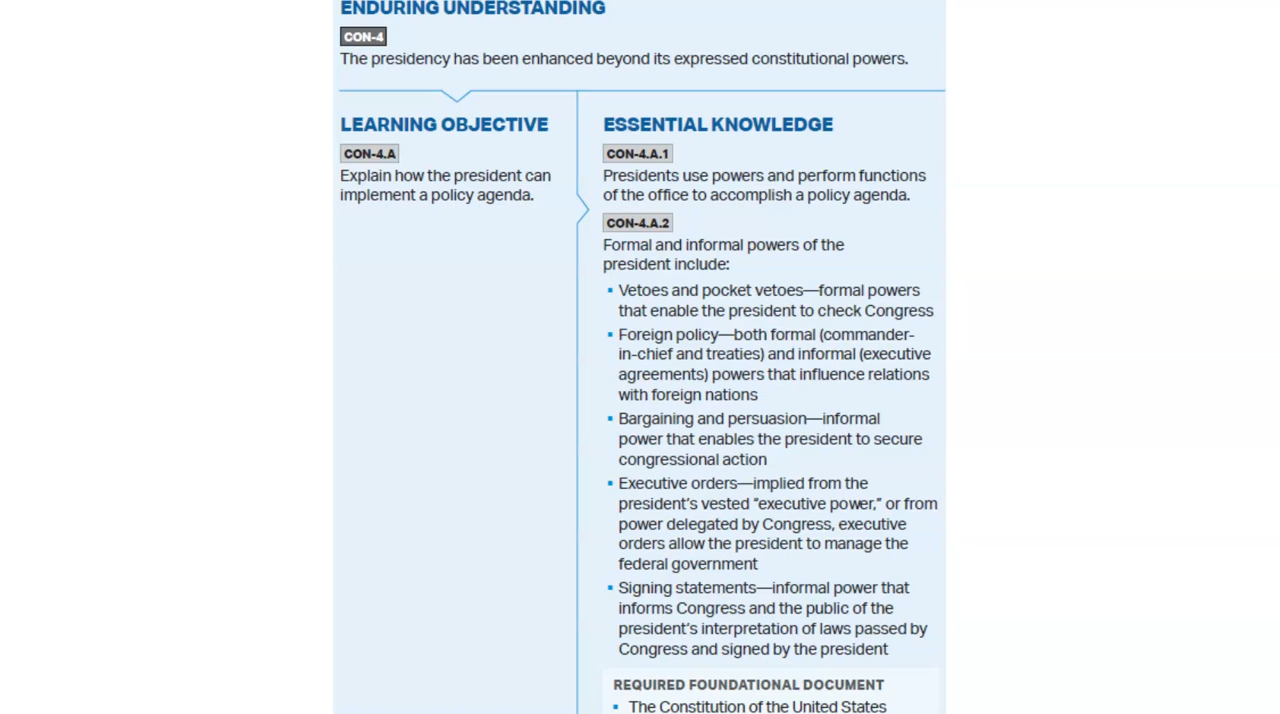 ENDURING UNDERSTANDING
CON-4
The presidency has been enhanced beyond its expressed constitutional powers.
LEARNING OBJECTIVE
CON-4.A
Explain how the president can
implement a policy agenda.
ESSENTIAL KNOWLEDGE
CON-4.A.1
Presidents use powers and perform functions
of the office to accomplish a policy agenda.
CON-4.A.2
Formal and informal powers of the
president include:
▪ Vetoes and pocket vetoes—formal powers
that enable the president to check Congress
▪ Foreign policy—both formal (commander-
in-chief and treaties) and informal (executive
agreements) powers that influence relations
with foreign nations
▪ Bargaining and persuasion—informal
power that enables the president to secure
congressional action
▪ Executive orders—implied from the
president's vested "executive power," or from
power delegated by Congress, executive
orders allow the president to manage the
federal government
▪ Signing statements—informal power that
informs Congress and the public of the
president's interpretation of laws passed by
Congress and signed by the president
REQUIRED FOUNDATIONAL DOCUMENT
▪ The Constitution of the United States